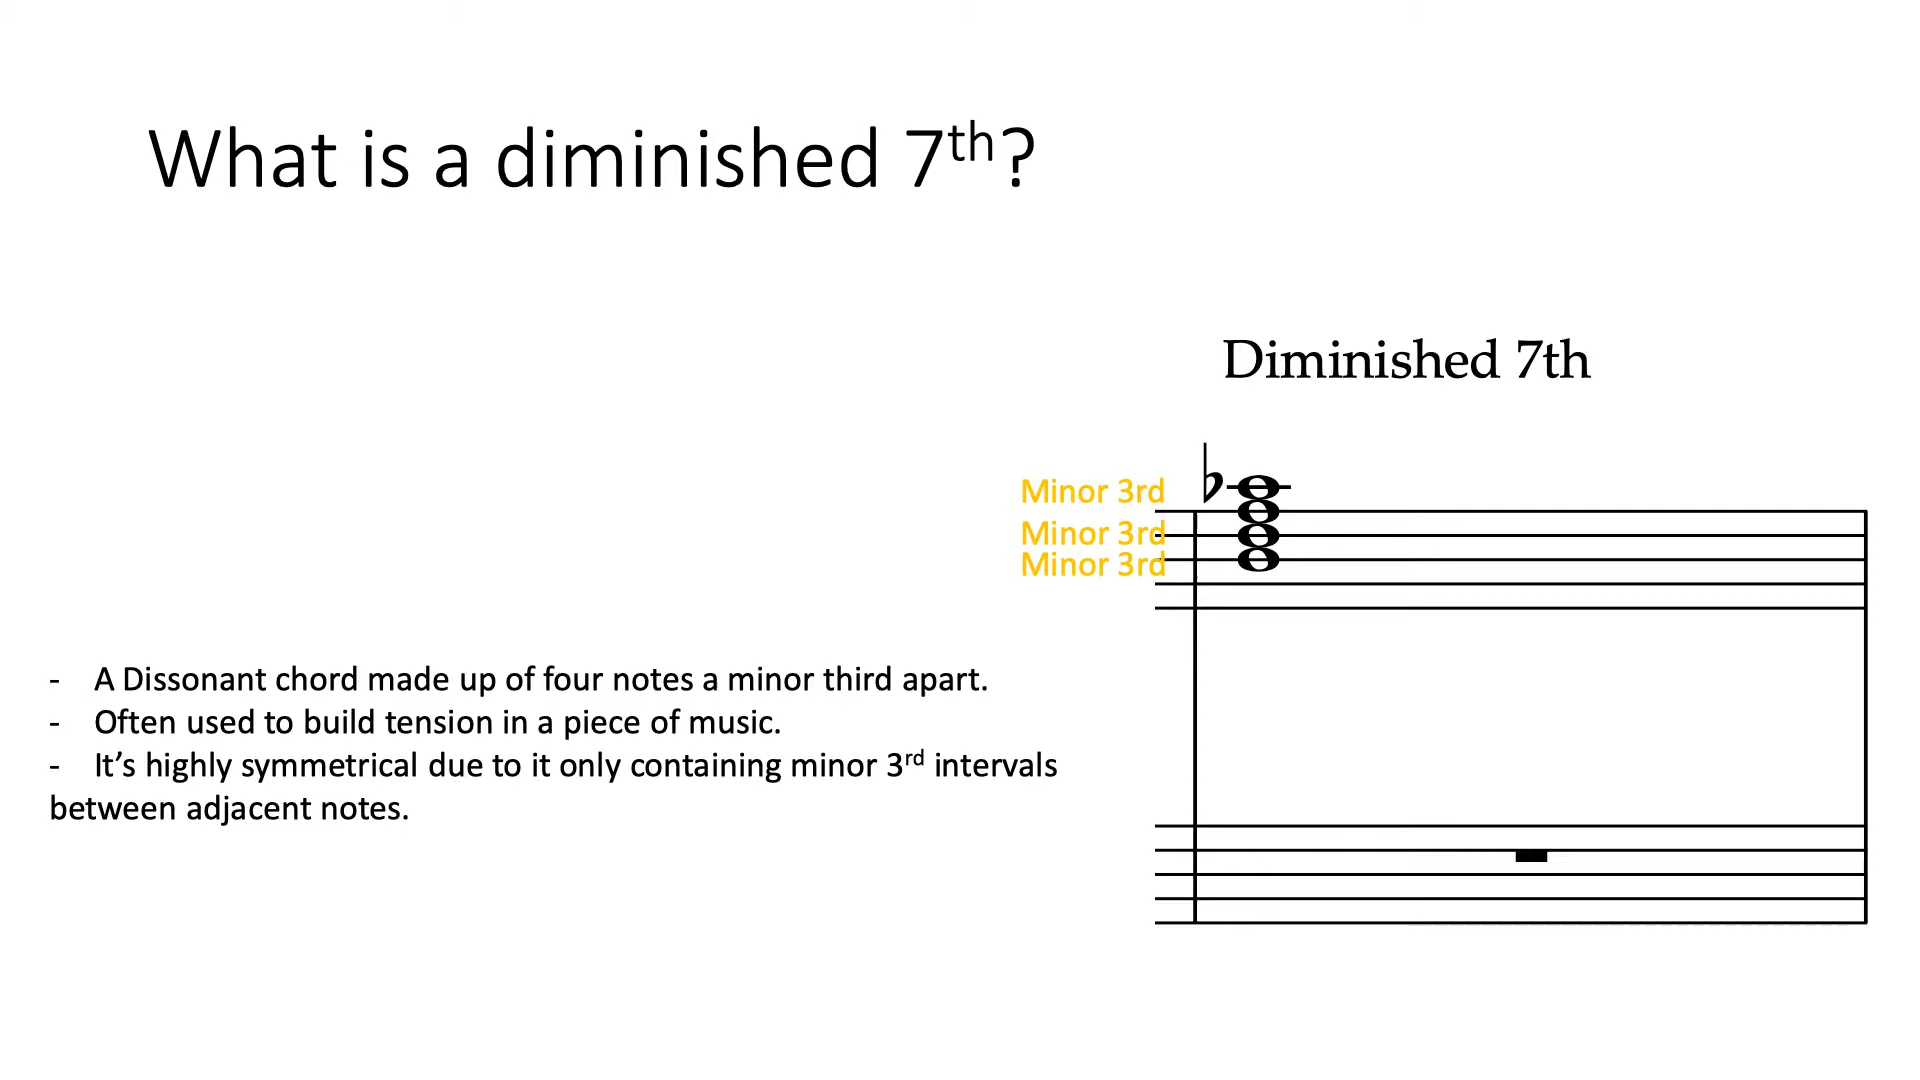 What is a diminished 7th?
Diminished 7th
Minor 3rd
Minor 3rd
Minor 3rd
- A Dissonant chord made up of four notes a minor third apart.
- Often used to build tension in a piece of music.
- It’s highly symmetrical due to it only containing minor 3rd intervals
between adjacent notes.